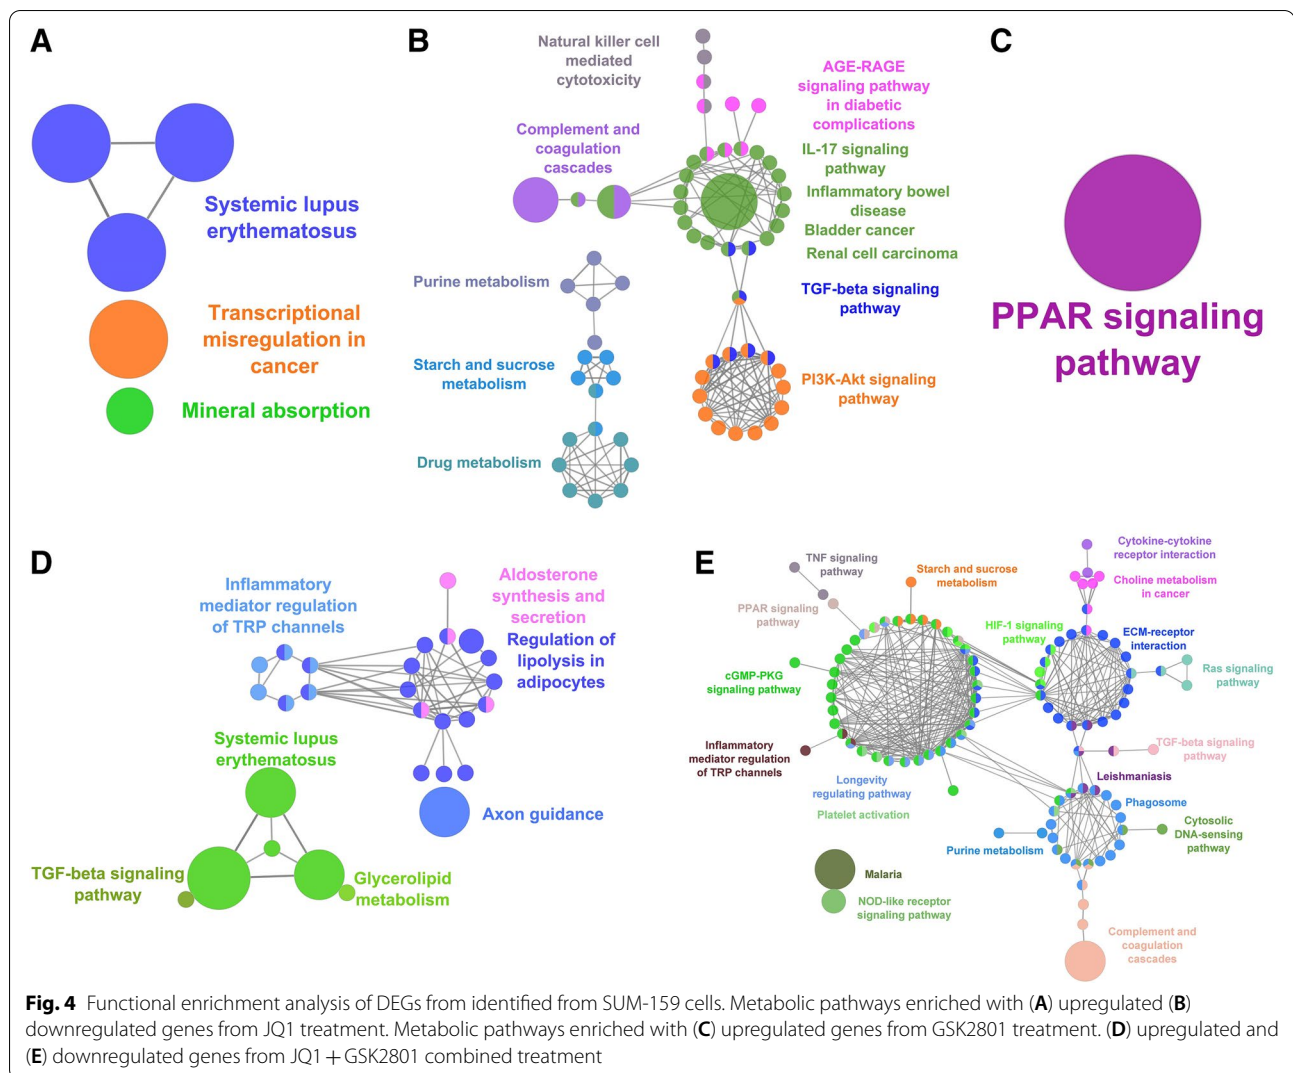 A
Systemic lupus
erythematosus
Transcriptional
misregulation in
cancer
Mineral absorption
B
Natural killer cell
mediated
cytotoxicity
AGE-RAGE
signaling pathway
in diabetic
complications
Complement and
coagulation
cascades
IL-17 signaling
pathway
Inflammatory bowel
disease
Bladder cancer
Renal cell carcinoma
Purine metabolism
TGF-beta signaling
pathway
Starch and sucrose
metabolism
PI3K-Akt signaling
pathway
Drug metabolism
C
PPAR signaling
pathway
D
Inflammatory
mediator regulation
of TRP channels
Aldosterone
synthesis and
secretion
Regulation of
lipolysis in
adipocytes
Systemic lupus
erythematosus
Axon guidance
TGF-beta signaling
pathway
Glycerolipid
metabolism
E
TNF signaling
pathway
Starch and sucrose
metabolism
Cytokine-cytokine
receptor interaction
Choline metabolism
in cancer
PPAR signaling
pathway
HIF-1 signaling
pathway
ECM-receptor
interaction
cGMP-PKG
signaling pathway
Ras signaling
pathway
Inflammatory
mediator regulation
of TRP channels
TGF-beta signaling
pathway
Longevity
regulating pathway
Platelet activation
Leishmaniasis
Phagosome
Cytosolic
DNA-sensing
pathway
Purine metabolism
Malaria
NOD-like receptor
signaling pathway
Complement and
coagulation
cascades
Fig. 4 Functional enrichment analysis of DEGs from identified from SUM-159 cells. Metabolic pathways enriched with (A) upregulated (B)
downregulated genes from JQ1 treatment. Metabolic pathways enriched with (C) upregulated genes from GSK2801 treatment. (D) upregulated and
(E) downregulated genes from JQ1 + GSK2801 combined treatment